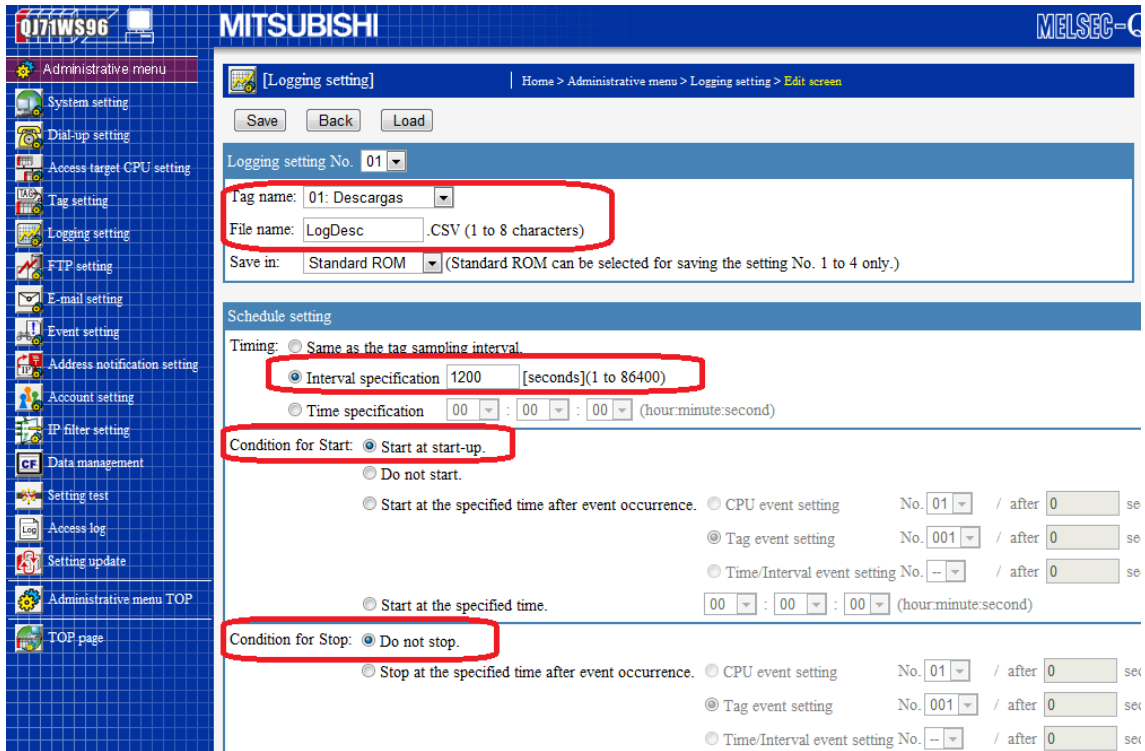 QJ71WS96
MITSUBISHI
MELSEC-Q
Administrative menu
System setting
Dial-up setting
Access target CPU setting
Tag setting
Logging setting
FTP setting
E-mail setting
Event setting
Address notification setting
Account setting
IP filter setting
Data management
Setting test
Access log
Setting update
Administrative menu TOP
TOP page
[Logging setting] Home > Administrative menu > Logging setting > Edit screen
Save Back Load
Logging setting No. 01
Tag name: 01: Descargas
File name: LogDesc .CSV (1 to 8 characters)
Save in: Standard ROM (Standard ROM can be selected for saving the setting No. 1 to 4 only.)
Schedule setting
Timing: Same as the tag sampling interval.
Interval specification 1200 [seconds](1 to 86400)
Time specification 00 : 00 : 00 (hour:minute:second)
Condition for Start: Start at start-up.
Do not start.
Start at the specified time after event occurrence. CPU event setting No. 01 / after 0 sec
Tag event setting No. 001 / after 0 se
Time/Interval event setting No. -- / after 0 se
Start at the specified time. 00 : 00 : 00 (hour:minute:second)
Condition for Stop: Do not stop.
Stop at the specified time after event occurrence. CPU event setting No. 01 / after 0 sec
Tag event setting No. 001 / after 0 sec
Time/Interval event setting No. -- / after 0 sec